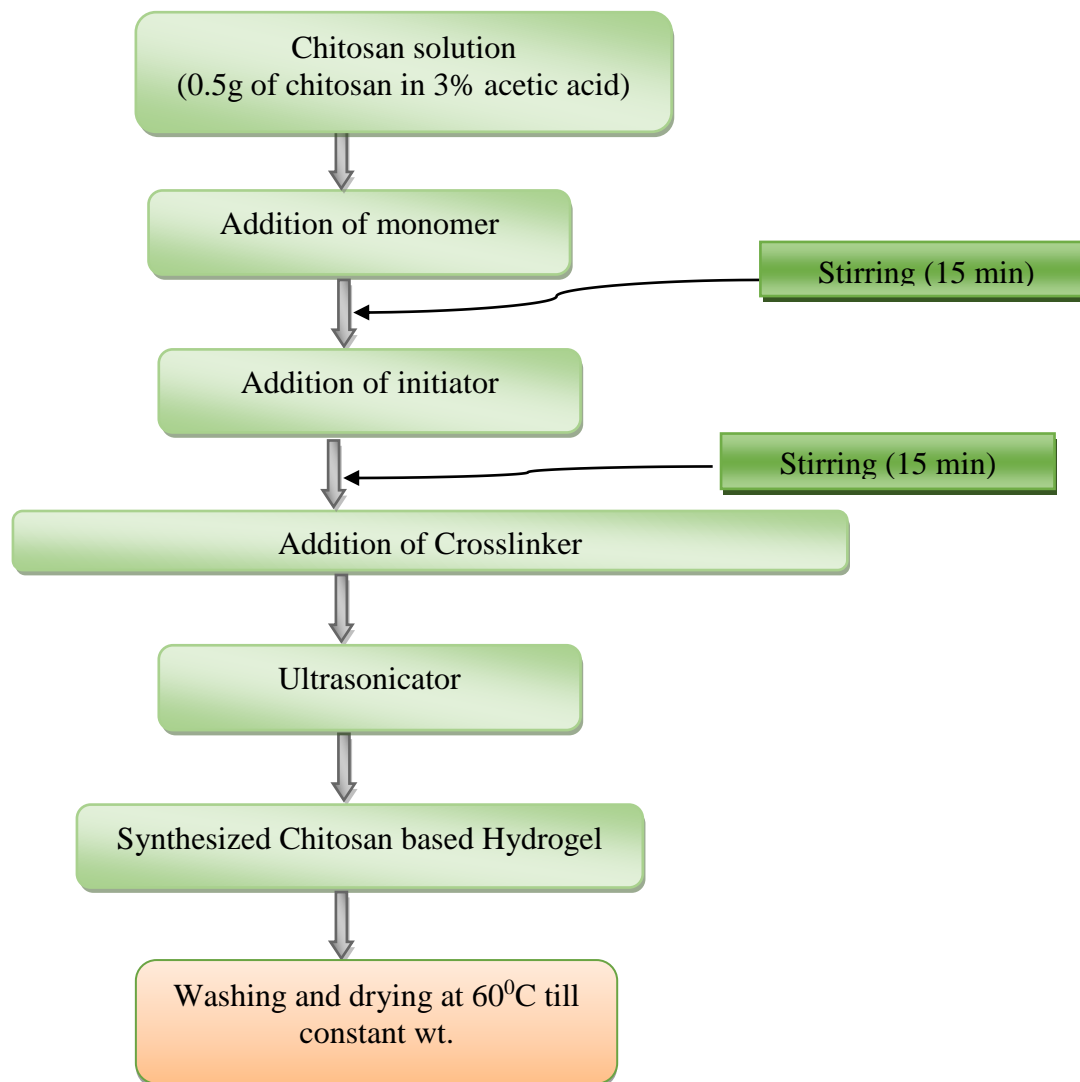 Chitosan solution
(0.5g of chitosan in 3% acetic acid)
Addition of monomer
Stirring (15 min)
Addition of initiator
Stirring (15 min)
Addition of Crosslinker
Ultrasonicator
Synthesized Chitosan based Hydrogel
Washing and drying at 60⁰C till
constant wt.